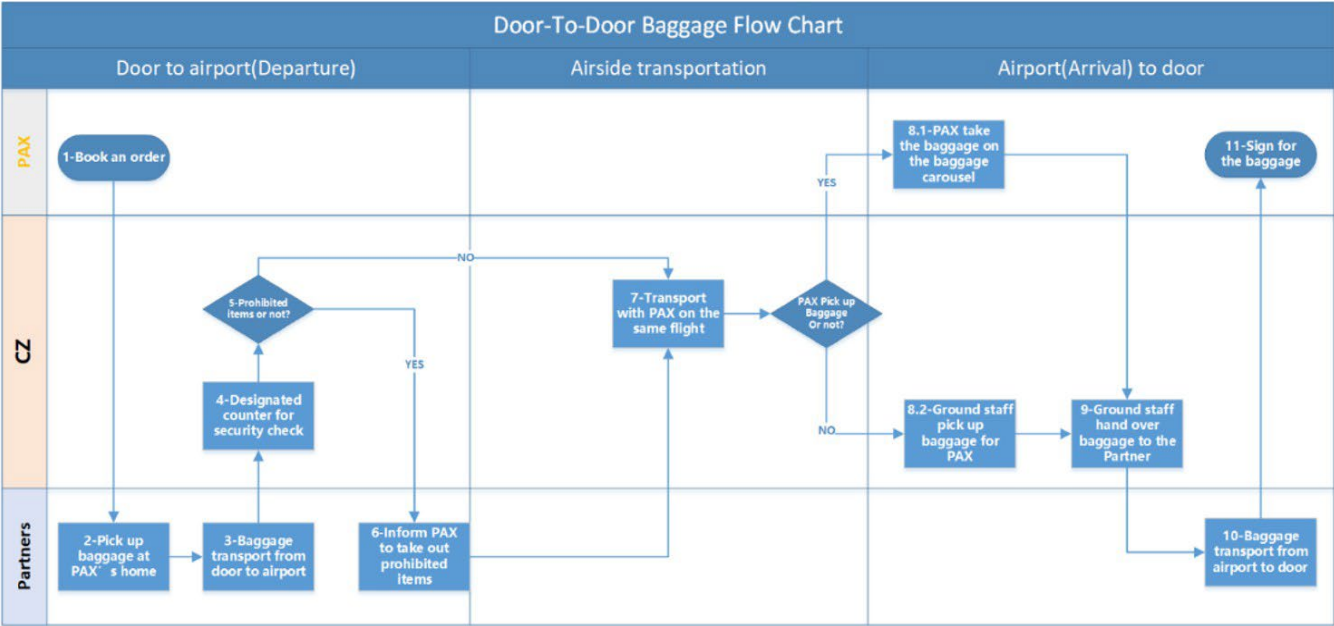 Door-To-Door Baggage Flow Chart
Door to airport(Departure)
Airside transportation
Airport(Arrival) to door
PAX
1-Book an order
8.1-PAX take
the baggage on
the baggage
carousel
11-Sign for
the baggage
YES
CZ
NO
5-Prohibited
items or not?
7-Transport
with PAX on the
same flight
PAX Pick up
Baggage
Or not?
YES
4-Designated
counter for
security check
NO
8.2-Ground staff
pick up
baggage for
PAX
9-Ground staff
hand over
baggage to the
Partner
Partners
2-Pick up
baggage at
PAX’ s home
3-Baggage
transport from
door to airport
6-Inform PAX
to take out
prohibited
items
10-Baggage
transport from
airport to door